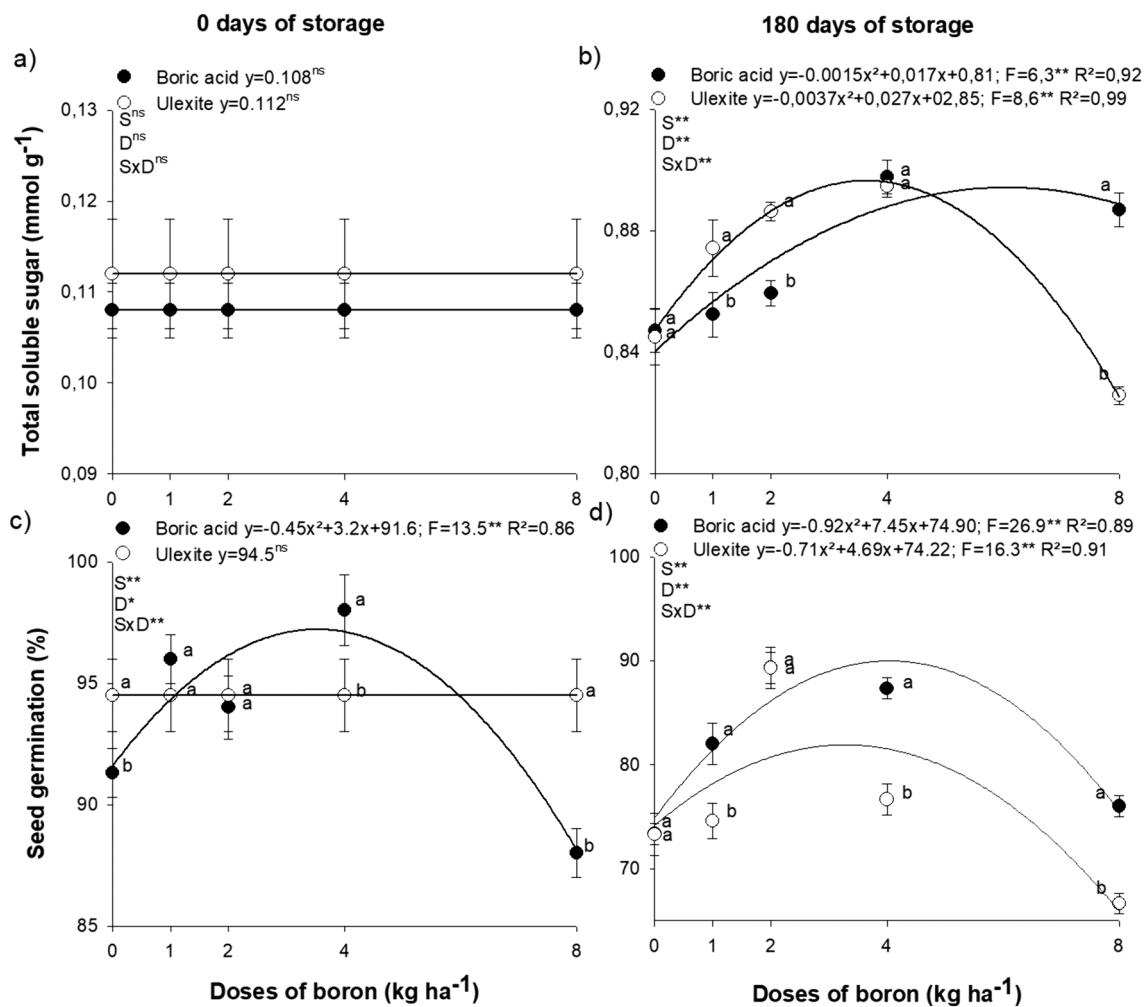 0 days of storage
180 days of storage
a)
Boric acid y=0.108ns
Ulexite y=0.112ns
Sns
Dns
SxDns
0,13
0,12
0,11
0,10
0,09
0 1 2 4 8
Total soluble sugar (mmol g-1)
b)
Boric acid y=-0.0015x²+0,017x+0,81; F=6,3** R²=0,92
Ulexite y=-0,0037x²+0,027x+02,85; F=8,6** R²=0,99
S**
D**
SxD**
0,92
0,88
0,84
0,80
a
a
a
b
a
b
a
a
a
b
0 1 2 4 8
c)
Boric acid y=-0.45x²+3.2x+91.6; F=13.5** R²=0.86
Ulexite y=94.5ns
S**
D*
SxD**
100
95
90
85
a
b
a
a
a
a
a
b
a
b
0 1 2 4 8
Seed germination (%)
Doses of boron (kg ha-1)
d)
Boric acid y=-0.92x²+7.45x+74.90; F=26.9** R²=0.89
Ulexite y=-0.71x²+4.69x+74.22; F=16.3** R²=0.91
S**
D**
SxD**
100
90
80
70
a
a
a
b
a
a
a
b
a
b
0 1 2 4 8
Doses of boron (kg ha-1)